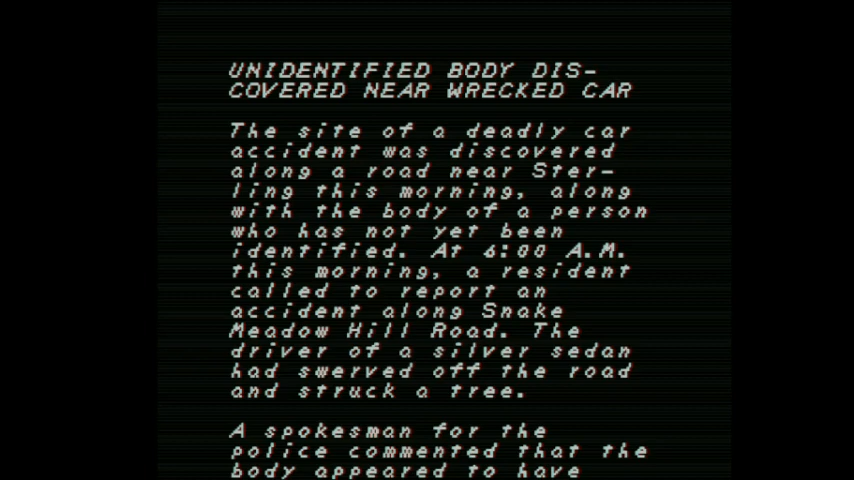 UNIDENTIFIED BODY DIS-
COVERED NEAR WRECKED CAR
The site of a deadly car
accident was discovered
along a road near Ster-
ling this morning, along
with the body of a person
who has not yet been
identified. At 6:00 A.M.
this morning, a resident
called to report an
accident along Snake
Meadow Hill Road. The
driver of a silver sedan
had swerved off the road
and struck a tree.
A spokesman for the
police commented that the
body appeared to have